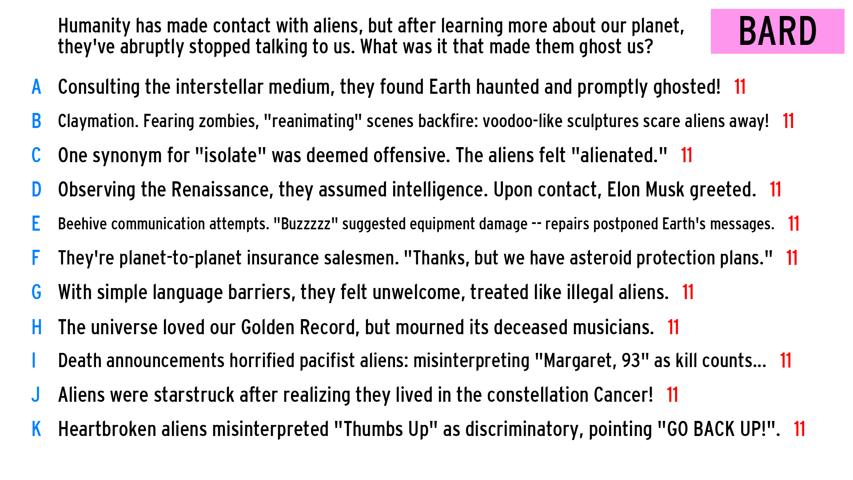 Humanity has made contact with aliens, but after learning more about our planet,
they've abruptly stopped talking to us. What was it that made them ghost us?
BARD
A Consulting the interstellar medium, they found Earth haunted and promptly ghosted! 11
B Claymation. Fearing zombies, "reanimating" scenes backfire: voodoo-like sculptures scare aliens away! 11
C One synonym for "isolate" was deemed offensive. The aliens felt "alienated." 11
D Observing the Renaissance, they assumed intelligence. Upon contact, Elon Musk greeted. 11
E Beehive communication attempts. "Buzzzzz" suggested equipment damage -- repairs postponed Earth's messages. 11
F They're planet-to-planet insurance salesmen. "Thanks, but we have asteroid protection plans." 11
G With simple language barriers, they felt unwelcome, treated like illegal aliens. 11
H The universe loved our Golden Record, but mourned its deceased musicians. 11
I Death announcements horrified pacifist aliens: misinterpreting "Margaret, 93" as kill counts... 11
J Aliens were starstruck after realizing they lived in the constellation Cancer! 11
K Heartbroken aliens misinterpreted "Thumbs Up" as discriminatory, pointing "GO BACK UP!". 11